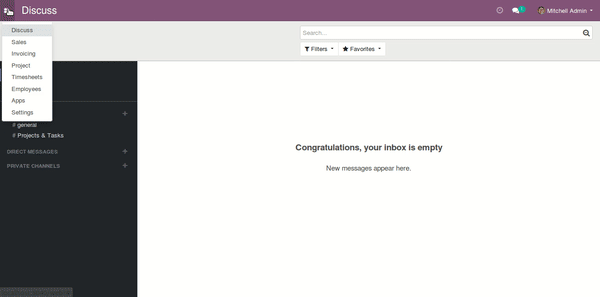 Discuss
1
Mitchell Admin
Discuss
Sales
Invoicing
Project
Timesheets
Employees
Apps
Settings
Search...
Filters
Favorites
# general
# Projects & Tasks
DIRECT MESSAGES
PRIVATE CHANNELS
Congratulations, your inbox is empty
New messages appear here.